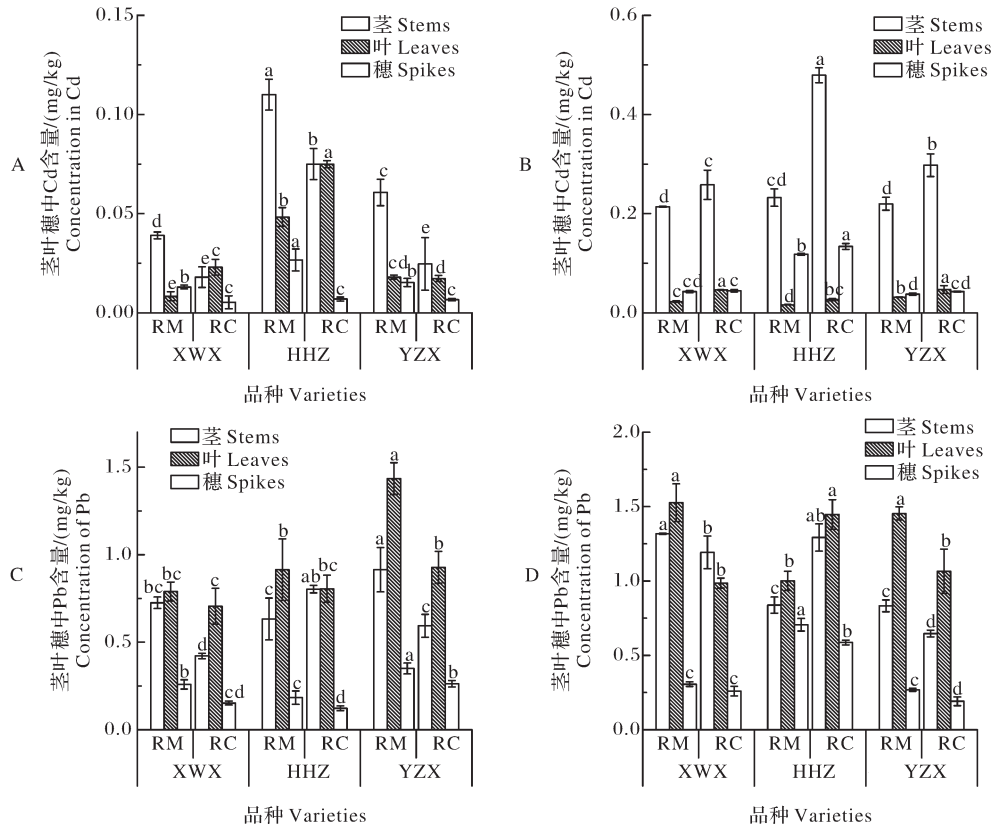 A
茎叶穗中Cd含量/(mg/kg)
Concentration in Cd
0.15
0.10
0.05
0.00
茎 Stems
叶 Leaves
穗 Spikes
d e b e c c
a b a b a b
c cd b e d c
RM RC RM RC RM RC
XWX HHZ YZX
品种 Varieties
B
茎叶穗中Cd含量/(mg/kg)
Concentration in Cd
0.6
0.4
0.2
0.0
茎 Stems
叶 Leaves
穗 Spikes
d c cd c a c
cd d b a bc a
d b d b a c
RM RC RM RC RM RC
XWX HHZ YZX
品种 Varieties
C
茎叶穗中Pb含量/(mg/kg)
Concentration of Pb
1.5
1.0
0.5
0.0
茎 Stems
叶 Leaves
穗 Spikes
bc bc b d c cd
c b c ab bc d
a a a c b b
RM RC RM RC RM RC
XWX HHZ YZX
品种 Varieties
D
茎叶穗中Pb含量/(mg/kg)
Concentration of Pb
2.0
1.5
1.0
0.5
0.0
茎 Stems
叶 Leaves
穗 Spikes
a a c b b c
c b a ab a b
c a c d b d
RM RC RM RC RM RC
XWX HHZ YZX
品种 Varieties